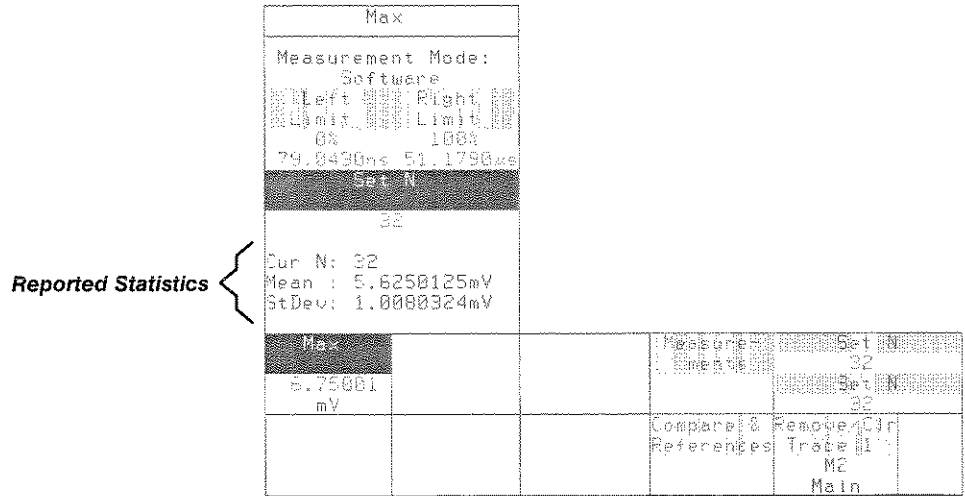 Max
Measurement Mode:
Software
Left Right
Limit Limit
0% 100%
79.0430ns 51.1790µs
Set N
32
Reported Statistics
Cur N: 32
Mean : 5.6250125mV
StDev: 1.0080324mV
Max
6.75001
mV
Measure-
ments
Set N
32
Set N
32
Compare &
References
Remove/Clr
Trace 1
M2
Main